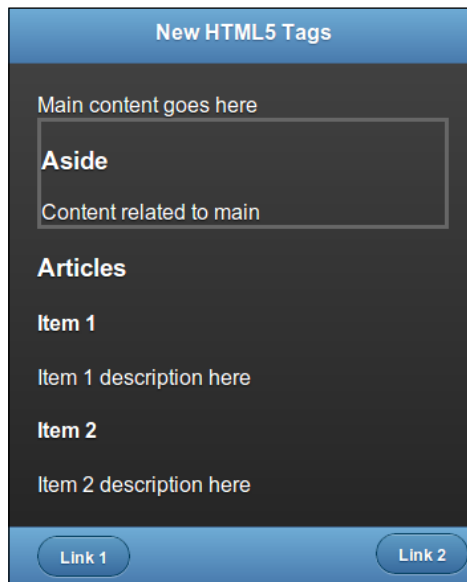 New HTML5 Tags
Main content goes here
Aside
Content related to main
Articles
Item 1
Item 1 description here
Item 2
Item 2 description here
Link 1
Link 2